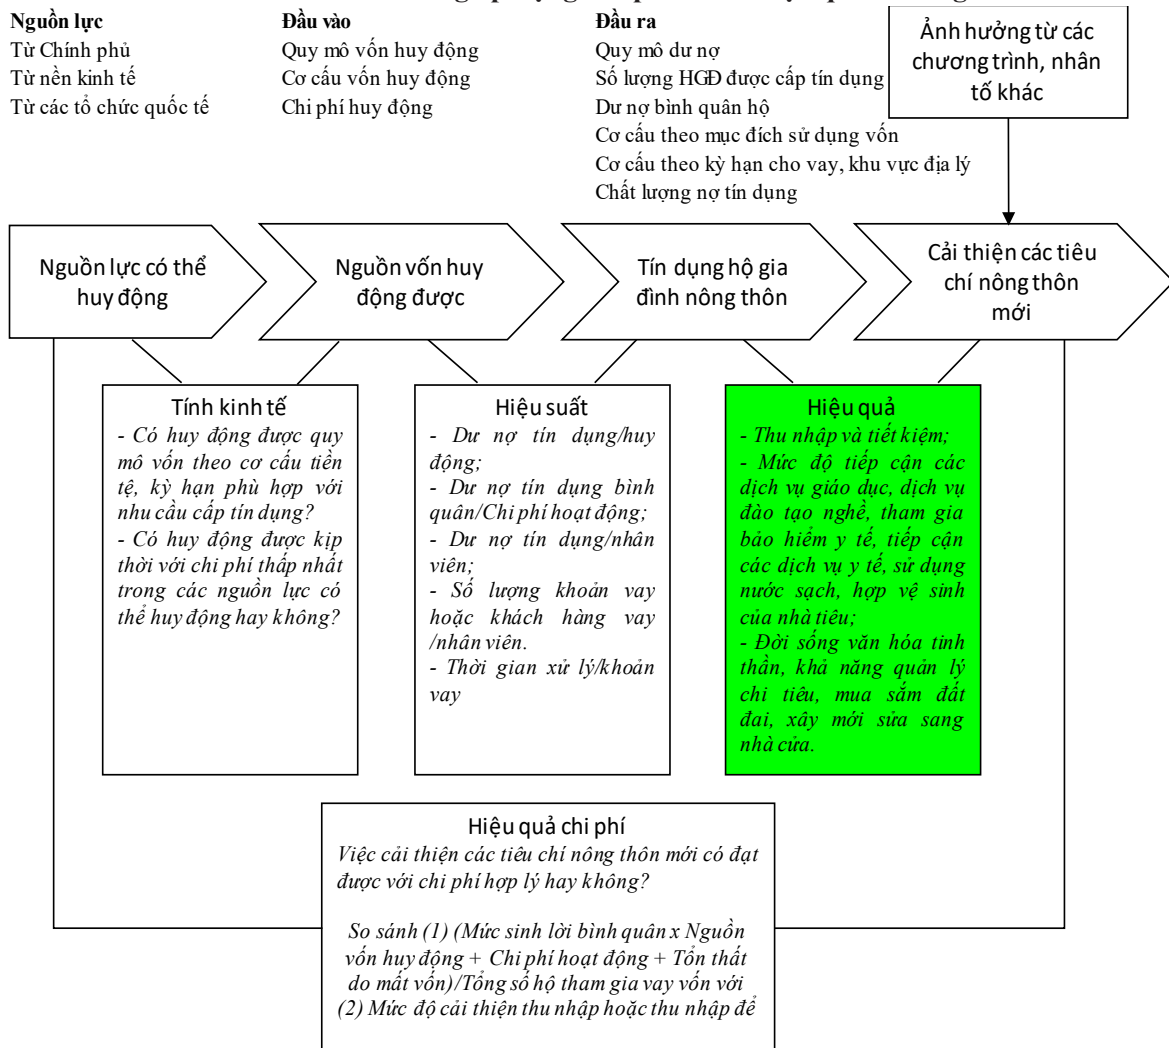 Nguồn lực
Từ Chính phủ
Từ nền kinh tế
Từ các tổ chức quốc tế
Đầu vào
Quy mô vốn huy động
Cơ cấu vốn huy động
Chi phí huy động
Đầu ra
Quy mô dư nợ
Số lượng HGĐ được cấp tín dụng
Dư nợ bình quân hộ
Cơ cấu theo mục đích sử dụng vốn
Cơ cấu theo kỳ hạn cho vay, khu vực địa lý
Chất lượng nợ tín dụng
Ảnh hưởng từ các
chương trình, nhân
tố khác
Nguồn lực có thể
huy động
Nguồn vốn huy
động được
Tín dụng hộ gia
đình nông thôn
Cải thiện các tiêu
chí nông thôn
mới
Tính kinh tế
- Có huy động được quy
mô vốn theo cơ cấu tiền
tệ, kỳ hạn phù hợp với
nhu cầu cấp tín dụng?
- Có huy động được kịp
thời với chi phí thấp nhất
trong các nguồn lực có
thể huy động hay không?
Hiệu suất
- Dư nợ tín dụng/huy
động;
- Dư nợ tín dụng bình
quân/Chi phí hoạt động;
- Dư nợ tín dụng/nhân
viên;
- Số lượng khoản vay
hoặc khách hàng vay
/nhân viên.
- Thời gian xử lý/khoản
vay
Hiệu quả
- Thu nhập và tiết kiệm;
- Mức độ tiếp cận các
dịch vụ giáo dục, dịch vụ
đào tạo nghề, tham gia
bảo hiểm y tế, tiếp cận
các dịch vụ y tế, sử dụng
nước sạch, hợp vệ sinh
của nhà tiêu;
- Đời sống văn hóa tinh
thần, khả năng quản lý
chi tiêu, mua sắm đất
đai, xây mới sửa sang
nhà cửa.
Hiệu quả chi phí
Việc cải thiện các tiêu chí nông thôn mới có đạt
được với chi phí hợp lý hay không?
So sánh (1) (Mức sinh lời bình quân x Nguồn
vốn huy động + Chi phí hoạt động + Tổn thất
do mất vốn)/Tổng số hộ tham gia vay vốn với
(2) Mức độ cải thiện thu nhập hoặc thu nhập để